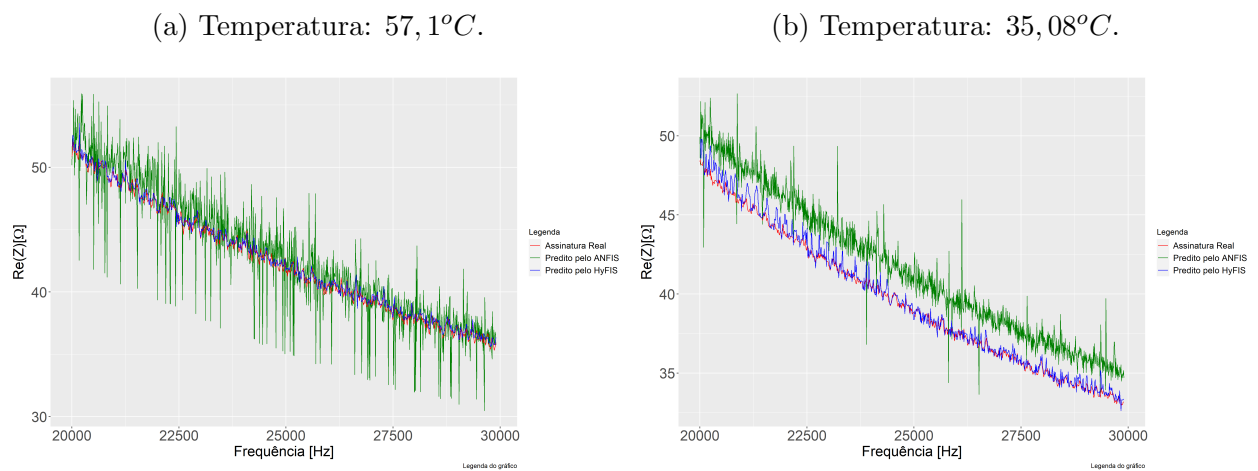 (a) Temperatura: 57, 1°C.
(b) Temperatura: 35, 08°C.
Re(Z)[Ω]
50
40
30
20000
22500
25000
27500
30000
Frequência [Hz]
Legenda
Assinatura Real
Predito pelo ANFIS
Predito pelo HyFIS
Legenda do gráfico
Re(Z)[Ω]
50
45
40
35
20000
22500
25000
27500
30000
Frequência [Hz]
Legenda
Assinatura Real
Predito pelo ANFIS
Predito pelo HyFIS
Legenda do gráfico